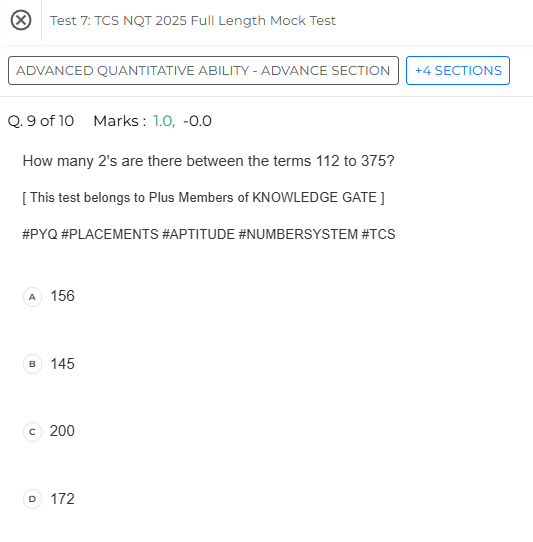 Test 7: TCS NQT 2025 Full Length Mock Test
ADVANCED QUANTITATIVE ABILITY - ADVANCE SECTION
+4 SECTIONS
Q. 9 of 10 Marks : 1.0, -0.0
How many 2's are there between the terms 112 to 375?
[ This test belongs to Plus Members of KNOWLEDGE GATE ]
#PYQ #PLACEMENTS #APTITUDE #NUMBERSYSTEM #TCS
A 156
B 145
C 200
D 172